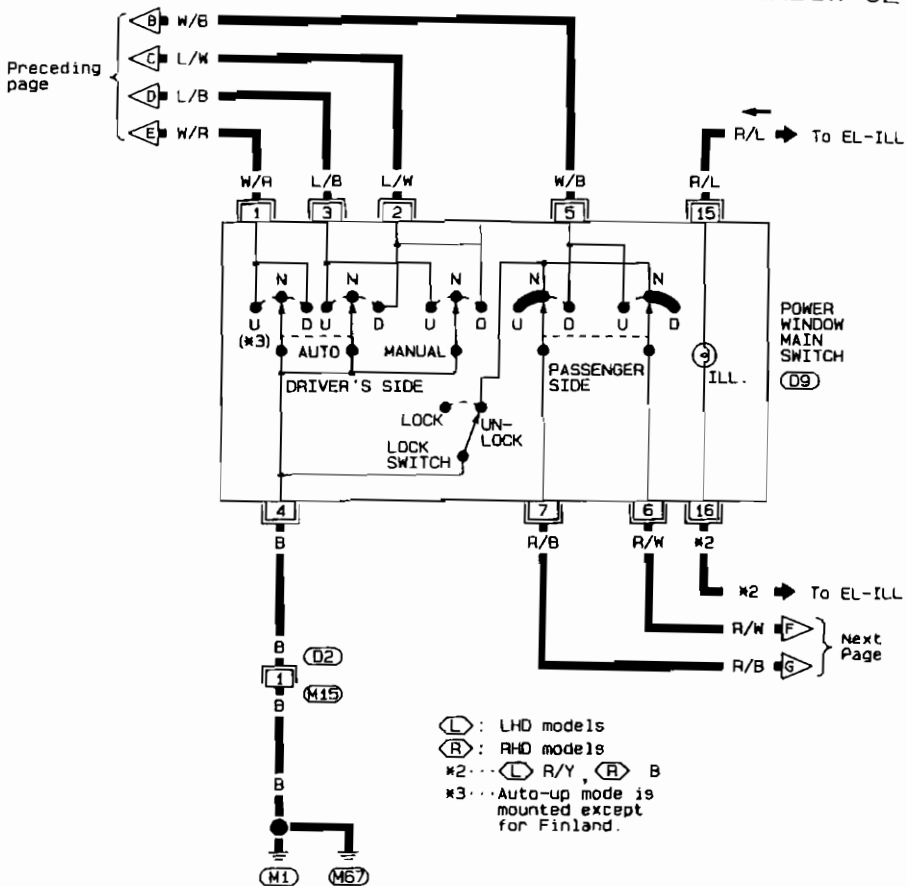 B W/B
Preceding page
C L/W
D L/B
E W/R
R/L To EL-ILL
W/R L/B L/W W/B R/L
1 3 2 5 15
N N N N N
U D U D U D U D U D
(*3)
AUTO MANUAL
DRIVER'S SIDE
PASSENGER SIDE
ILL.
POWER WINDOW MAIN SWITCH
D9
LOCK UN-LOCK
LOCK SWITCH
4 7 6 16
B R/B R/W *2
*2 To EL-ILL
R/W F
R/B G
Next Page
B
D2
1
M15
B
B
M1 M67
L : LHD models
R : RHD models
*2··· L R/Y , R B
*3···Auto-up mode is
mounted except
for Finland.